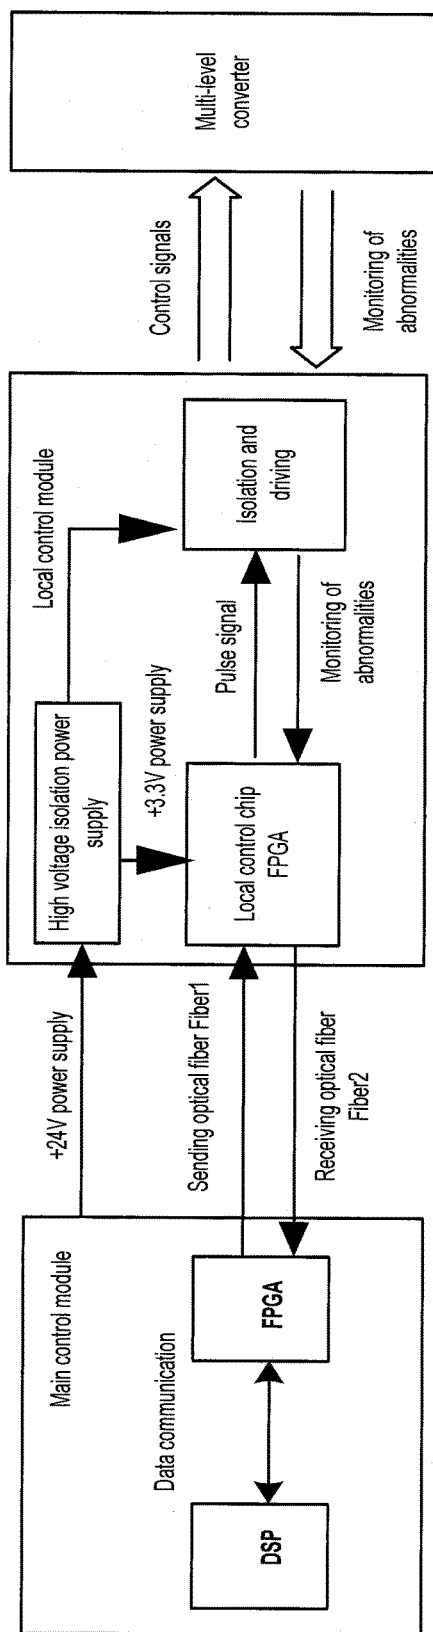 Main control module
Data communication
DSP
FPGA
+24V power supply
Sending optical fiber Fiber1
Receiving optical fiber
Fiber2
Local control module
High voltage isolation power
supply
+3.3V power supply
Local control chip
FPGA
Pulse signal
Monitoring of
abnormalities
Isolation and
driving
Control signals
Monitoring of
abnormalities
Multi-level
converter